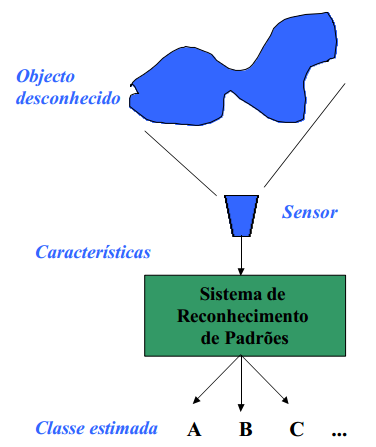 Objecto
desconhecido
Sensor
Características
Sistema de
Reconhecimento
de Padrões
Classe estimada A B C ...